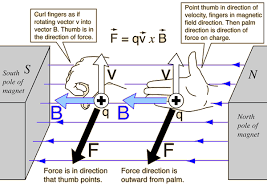 Curl fingers as if
rotating vector v into
vector B. Thumb is in
the direction of force.
F = qv x B
Point thumb in direction of
velocity, fingers in magnetic
field direction. Then palm
direction is direction of
force on charge.
South
pole of
magnet
S
V
V
N
B
B
q
q
North
pole of
magnet
F
F
Force is in direction
that thumb points.
Force direction is
outward from palm.